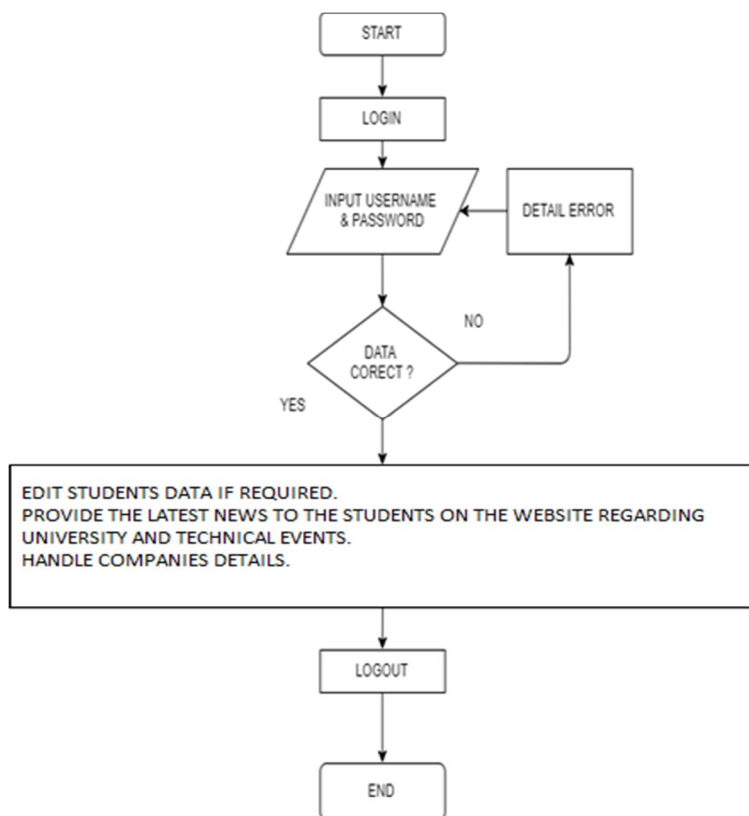 START
LOGIN
INPUT USERNAME
& PASSWORD
DETAIL ERROR
NO
DATA
CORECT ?
YES
EDIT STUDENTS DATA IF REQUIRED.
PROVIDE THE LATEST NEWS TO THE STUDENTS ON THE WEBSITE REGARDING
UNIVERSITY AND TECHNICAL EVENTS.
HANDLE COMPANIES DETAILS.
LOGOUT
END